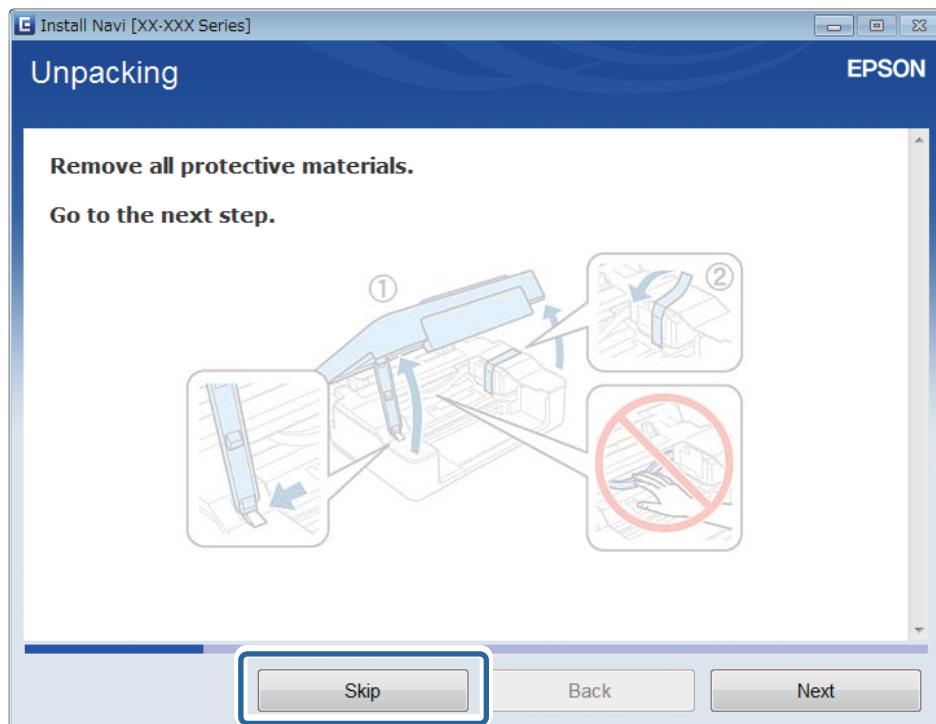 Install Navi [XX-XXX Series]
Unpacking
EPSON
Remove all protective materials.
Go to the next step.
①
②
Skip
Back
Next